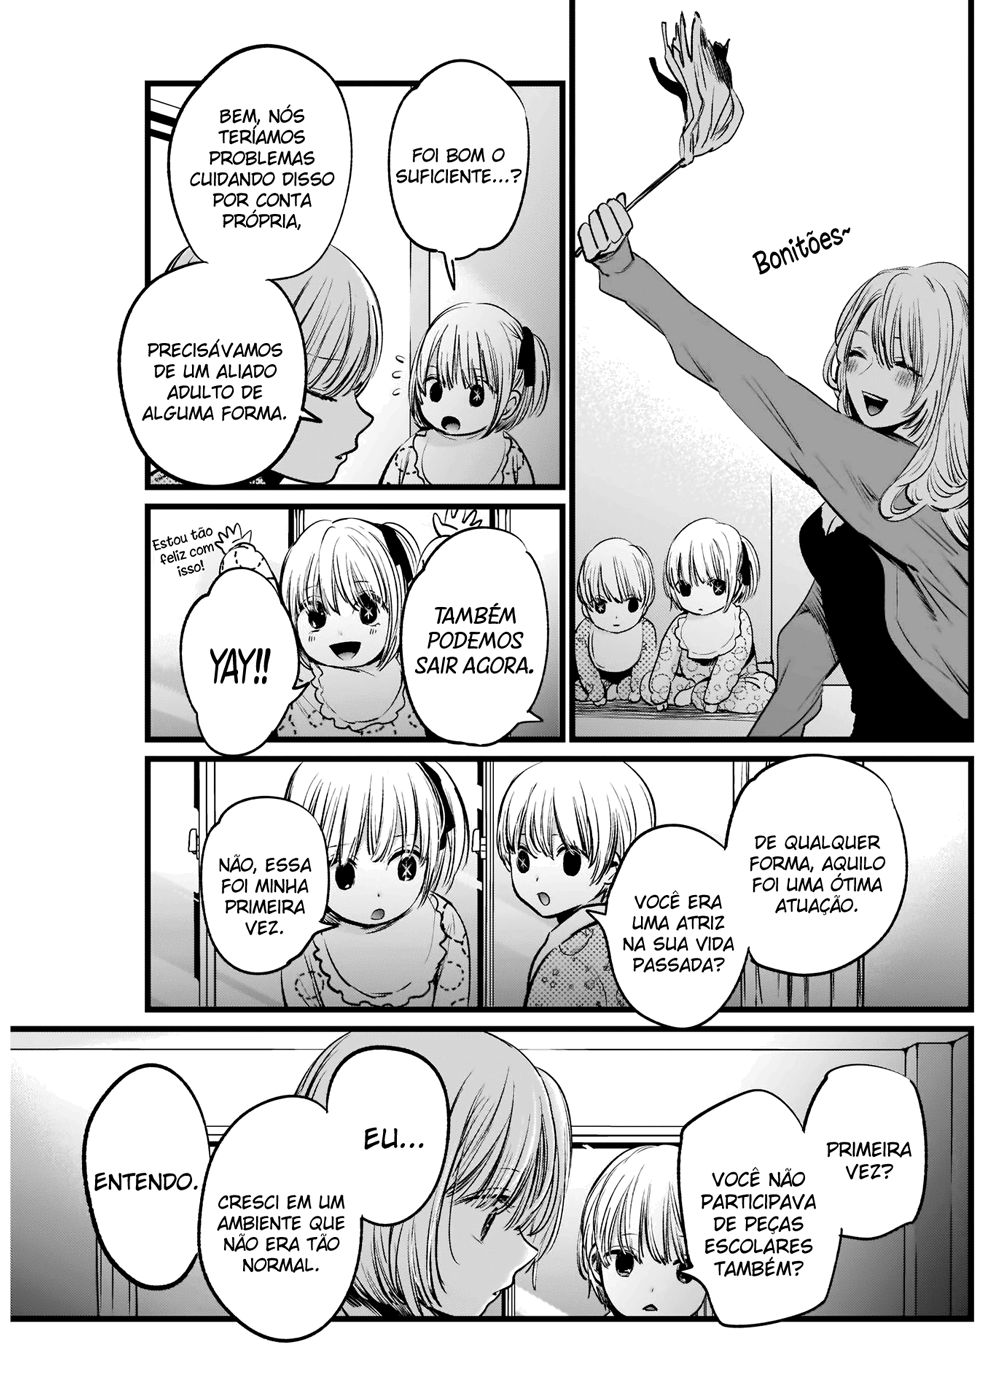 Bonitões~
FOI BOM O
SUFICIENTE...?
BEM, NÓS
TERÍAMOS
PROBLEMAS
CUIDANDO DISSO
POR CONTA
PRÓPRIA,
PRECISÁVAMOS
DE UM ALIADO
ADULTO DE
ALGUMA FORMA.
TAMBÉM
PODEMOS
SAIR AGORA.
Estou tão
feliz com
isso!
YAY!!
DE QUALQUER
FORMA, AQUILO
FOI UMA ÓTIMA
ATUAÇÃO.
VOCÊ ERA
UMA ATRIZ
NA SUA VIDA
PASSADA?
NÃO, ESSA
FOI MINHA
PRIMEIRA
VEZ.
PRIMEIRA
VEZ?
VOCÊ NÃO
PARTICIPAVA
DE PEÇAS
ESCOLARES
TAMBÉM?
EU...
CRESCI EM UM
AMBIENTE QUE
NÃO ERA TÃO
NORMAL.
ENTENDO.